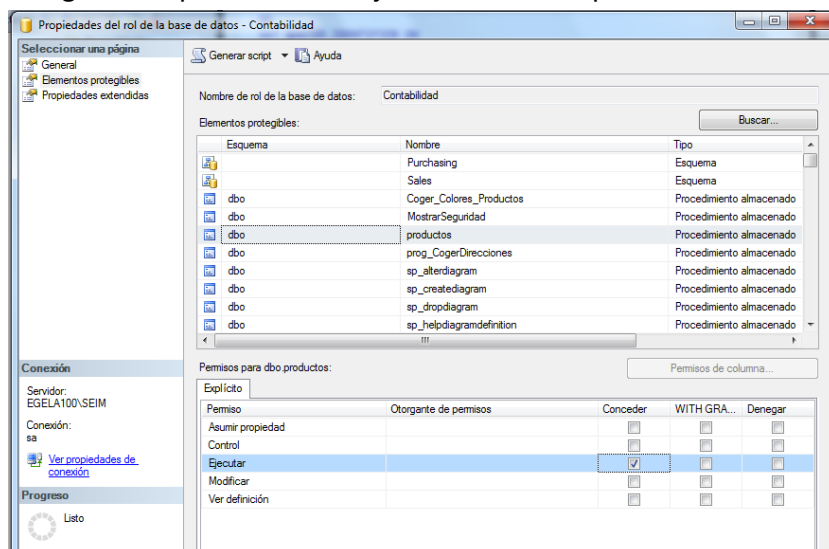 Propiedades del rol de la base de datos - Contabilidad
Seleccionar una página
General
Elementos protegibles
Propiedades extendidas
Generar script
Ayuda
Nombre de rol de la base de datos: Contabilidad
Elementos protegibles:
Buscar...
Esquema Nombre Tipo
Purchasing Esquema
Sales Esquema
dbo Coger_Colores_Productos Procedimiento almacenado
dbo MostrarSeguridad Procedimiento almacenado
dbo productos Procedimiento almacenado
dbo prog_CogerDirecciones Procedimiento almacenado
dbo sp_alterdiagram Procedimiento almacenado
dbo sp_creatediagram Procedimiento almacenado
dbo sp_dropdiagram Procedimiento almacenado
dbo sp_helpdiagramdefinition Procedimiento almacenado
Conexión
Servidor:
EGELA100\SEIM
Conexión:
sa
Ver propiedades de
conexión
Progreso
Listo
Permisos para dbo.productos:
Permisos de columna...
Explícito
Permiso Otorgante de permisos Conceder WITH GRA... Denegar
Asumir propiedad
Control
Ejecutar
Modificar
Ver definición